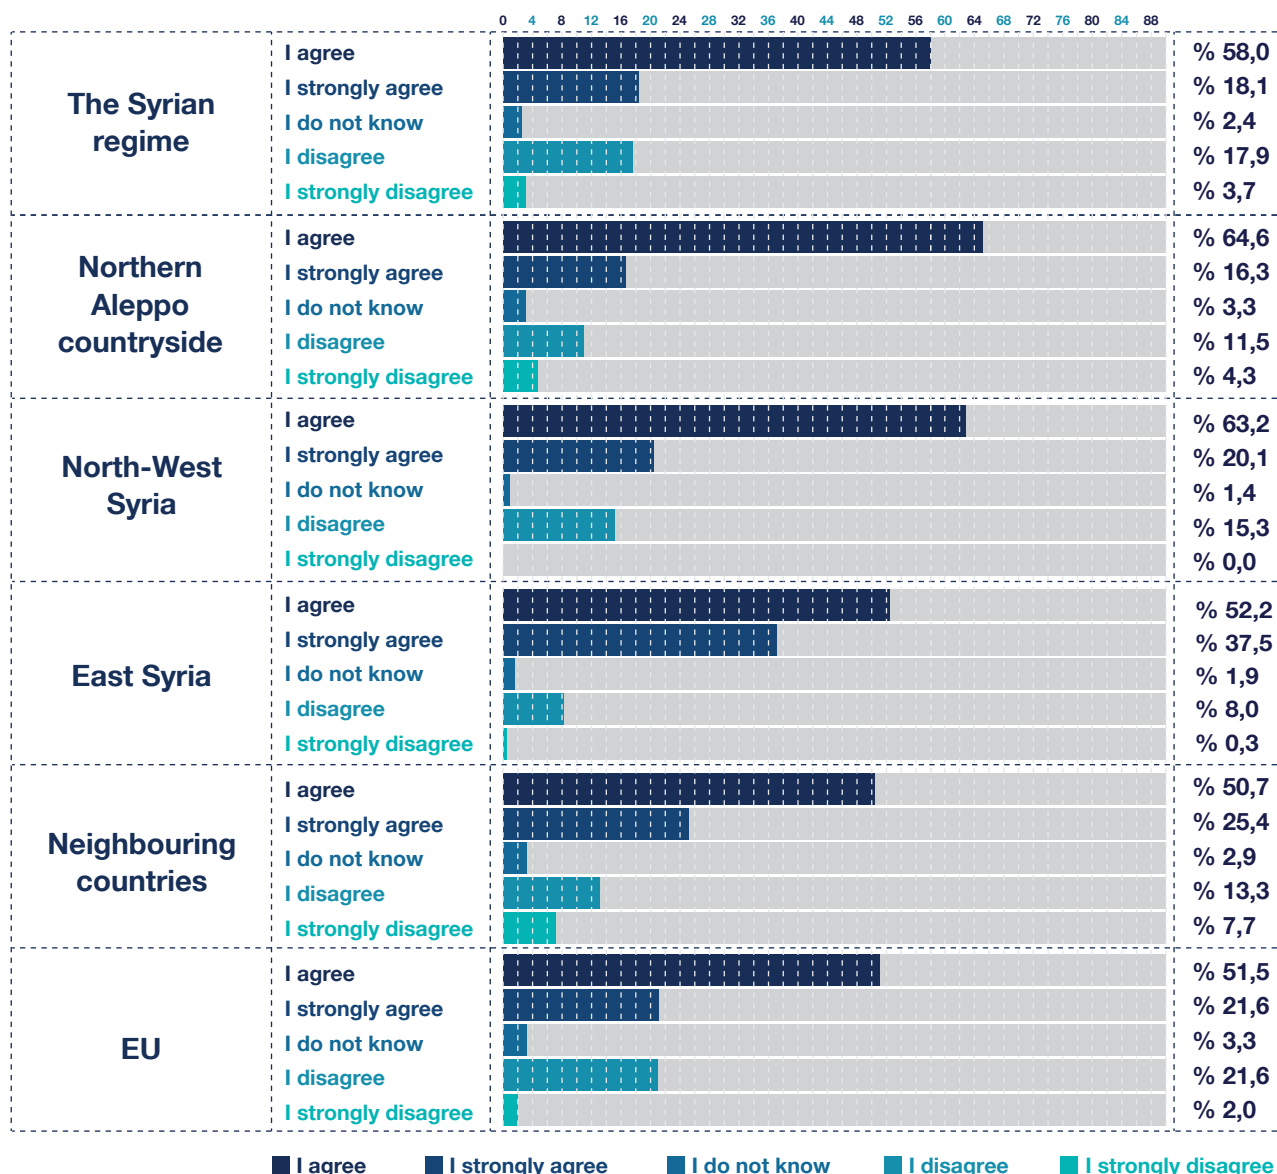 0 4 8 12 16 20 24 28 32 36 40 44 48 52 56 60 64 68 72 76 80 84 88
The Syrian
regime
I agree % 58,0
I strongly agree % 18,1
I do not know % 2,4
I disagree % 17,9
I strongly disagree % 3,7
Northern
Aleppo
countryside
I agree % 64,6
I strongly agree % 16,3
I do not know % 3,3
I disagree % 11,5
I strongly disagree % 4,3
North-West
Syria
I agree % 63,2
I strongly agree % 20,1
I do not know % 1,4
I disagree % 15,3
I strongly disagree % 0,0
East Syria
I agree % 52,2
I strongly agree % 37,5
I do not know % 1,9
I disagree % 8,0
I strongly disagree % 0,3
Neighbouring
countries
I agree % 50,7
I strongly agree % 25,4
I do not know % 2,9
I disagree % 13,3
I strongly disagree % 7,7
EU
I agree % 51,5
I strongly agree % 21,6
I do not know % 3,3
I disagree % 21,6
I strongly disagree % 2,0
I agree I strongly agree I do not know I disagree I strongly disagree